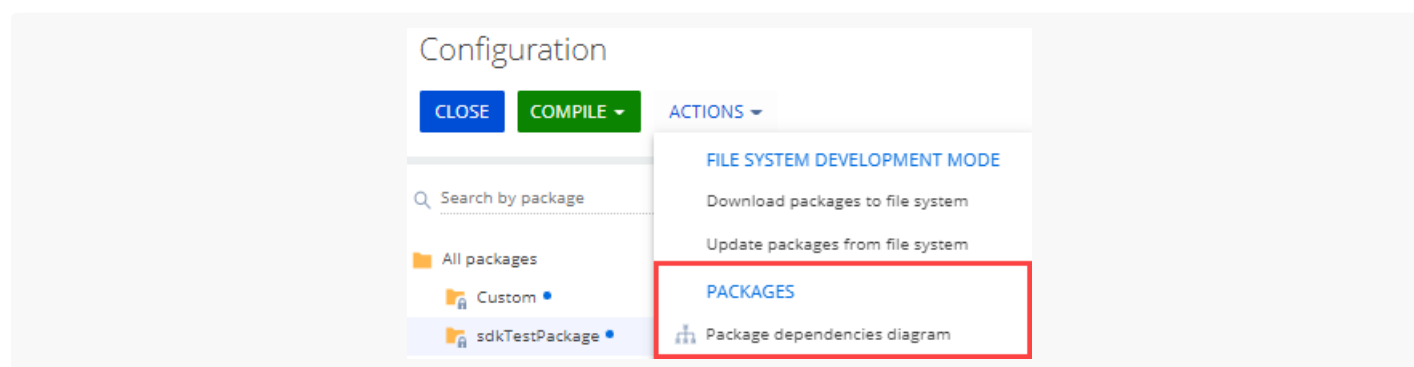 Configuration
CLOSE
COMPILE
ACTIONS
FILE SYSTEM DEVELOPMENT MODE
Search by package
Download packages to file system
Update packages from file system
All packages
PACKAGES
Custom
sdkTestPackage
Package dependencies diagram